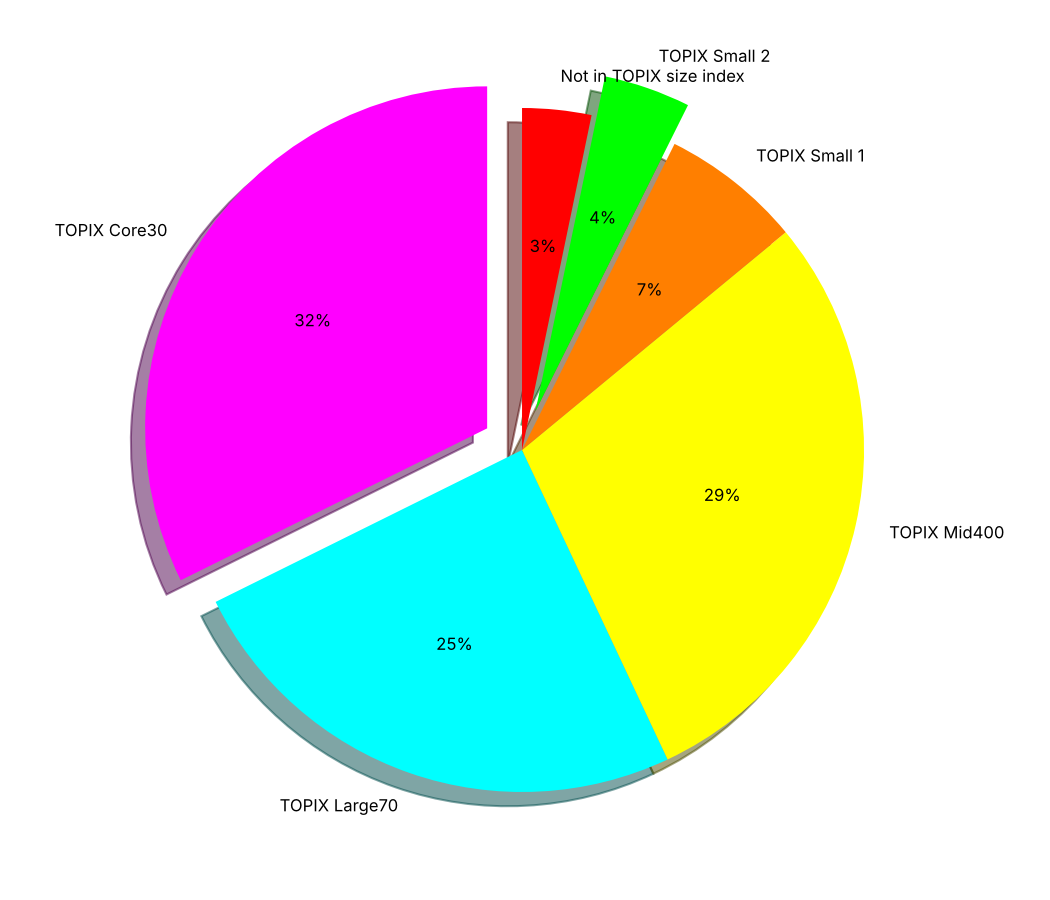 TOPIX Small 2
Not in TOPIX size index
TOPIX Small 1
TOPIX Core30
4%
3%
7%
32%
29%
TOPIX Mid400
25%
TOPIX Large70